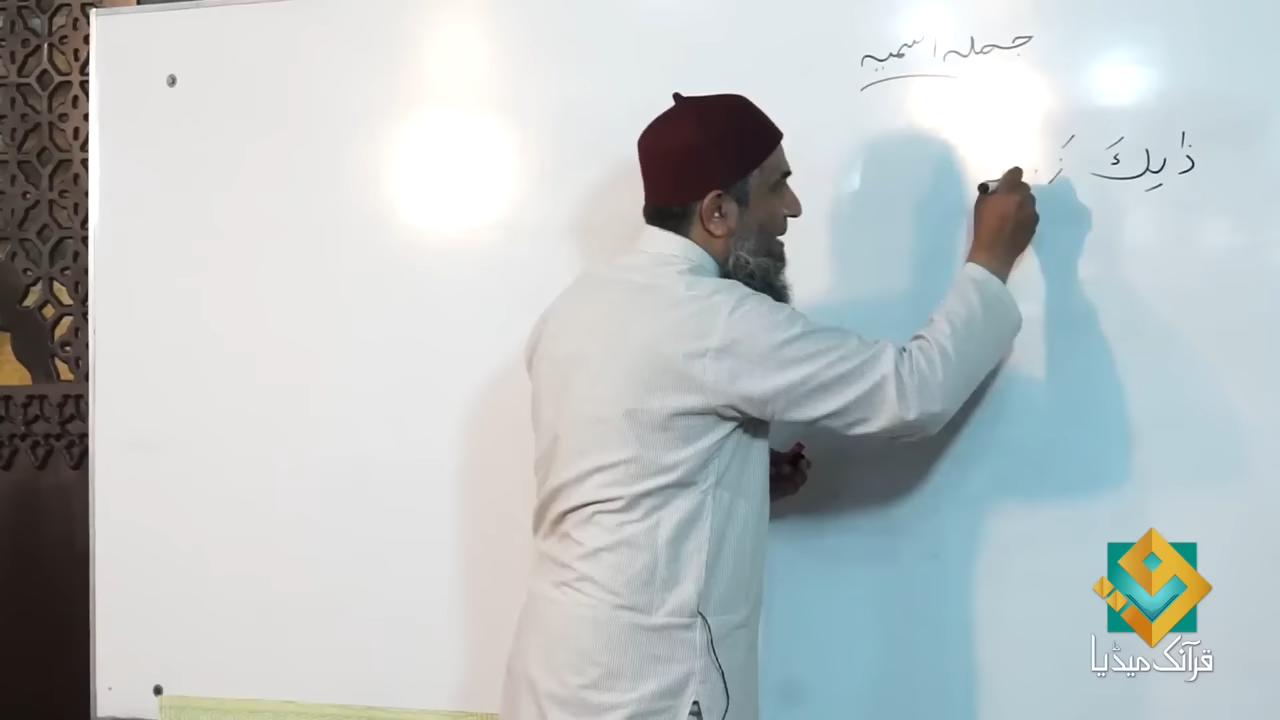 جملہ اسمیہ
ذٰلِكَ
قرآنک میڈیا